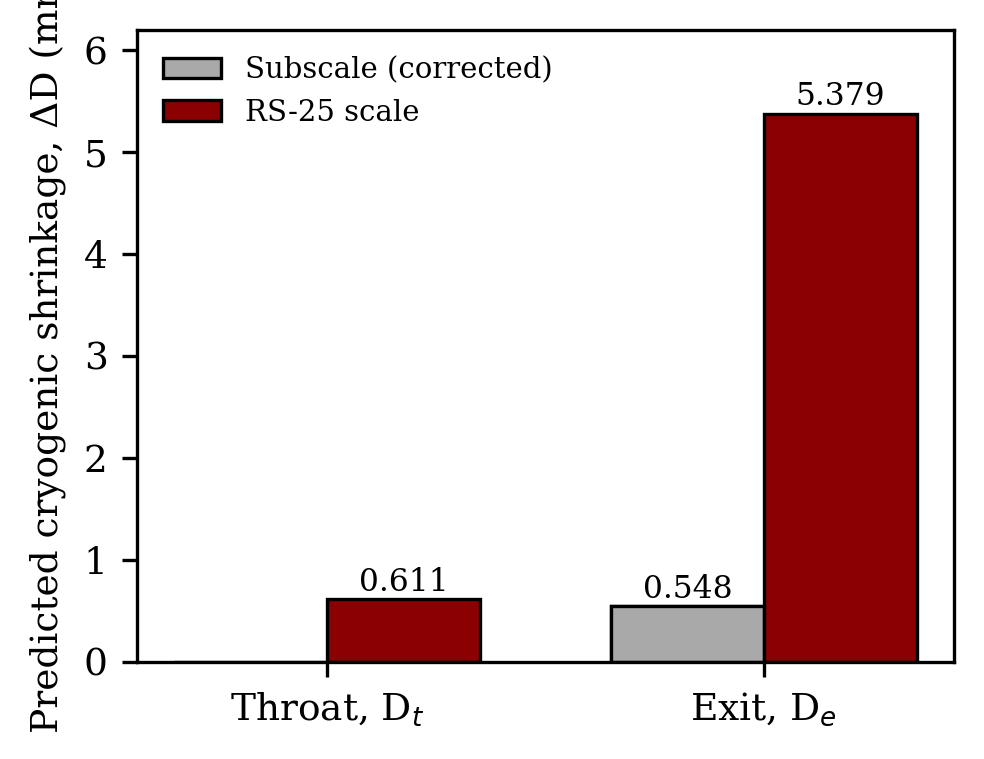 Predicted cryogenic shrinkage, ΔD (mm
6
5
4
3
2
1
0
Subscale (corrected)
RS-25 scale
0.611
0.548
5.379
Throat, Dₜ
Exit, Dₑ